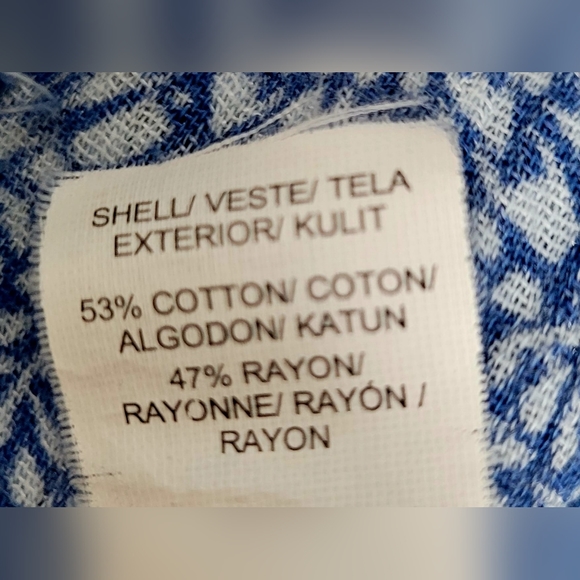 SHELL/ VESTE/ TELA
EXTERIOR/ KULIT
53% COTTON/ COTON/
ALGODON/ KATUN
47% RAYON/
RAYONNE/ RAYÓN /
RAYON